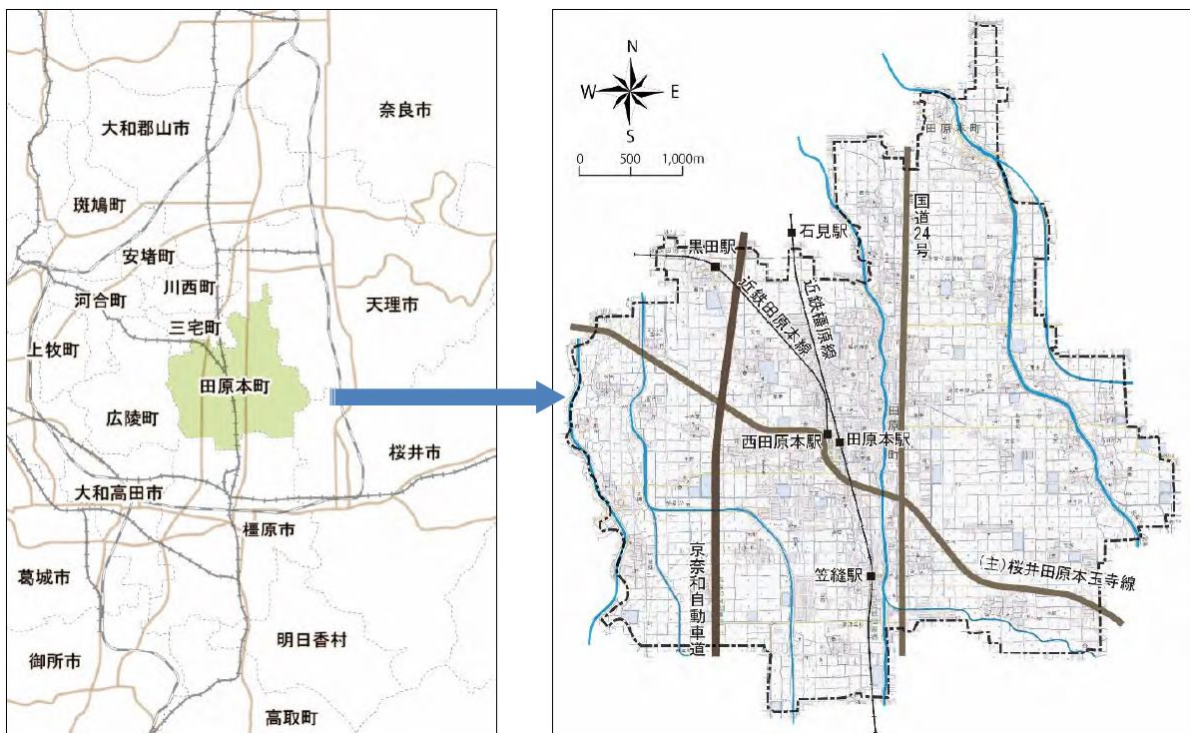 奈良市
大和郡山市
斑鳩町
安堵町
川西町
河合町
天理市
三宅町
上牧町
田原本町
広陵町
桜井市
大和高田市
橿原市
葛城市
明日香村
御所市
高取町
N
W E
S
0 500 1,000m
田原本町
国道24号
石見駅
黒田駅
近鉄田原本線
近鉄橿原線
西田原本駅
田原本駅
笠縫駅
京奈和自動車道
(主)桜井田原本王寺線